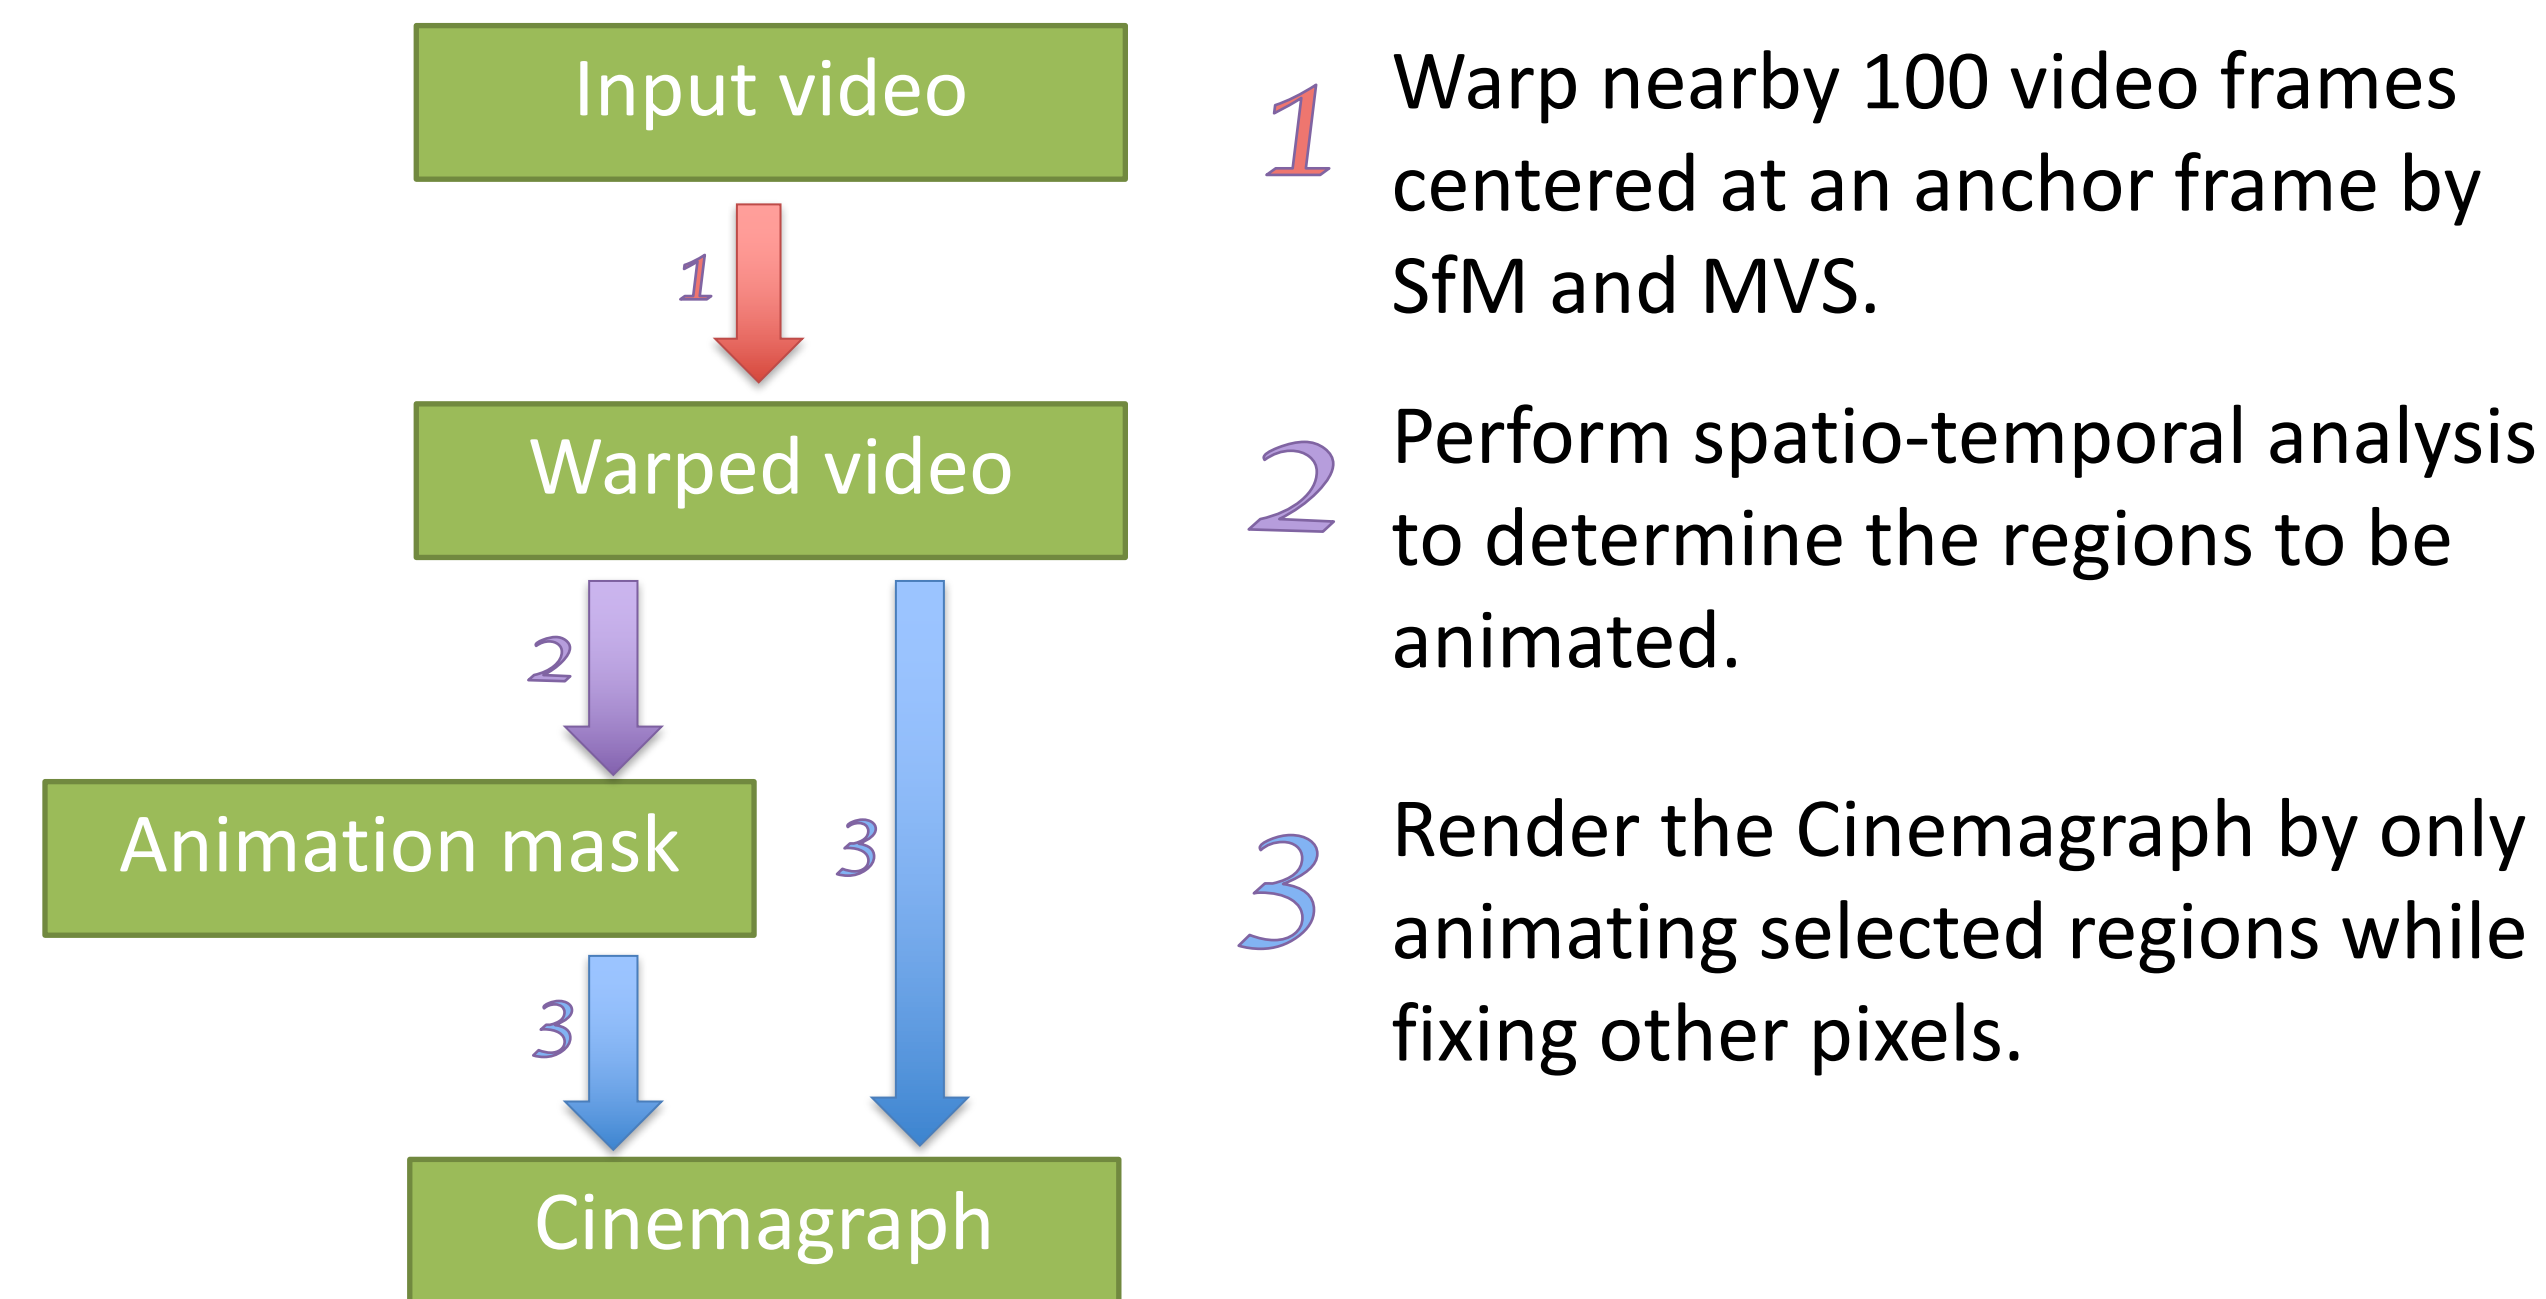 Input video
1
Warped video
2
3
Animation mask
3
Cinemagraph
1
Warp nearby 100 video frames
centered at an anchor frame by
SfM and MVS.
2
Perform spatio-temporal analysis
to determine the regions to be
animated.
3
Render the Cinemagraph by only
animating selected regions while
fixing other pixels.